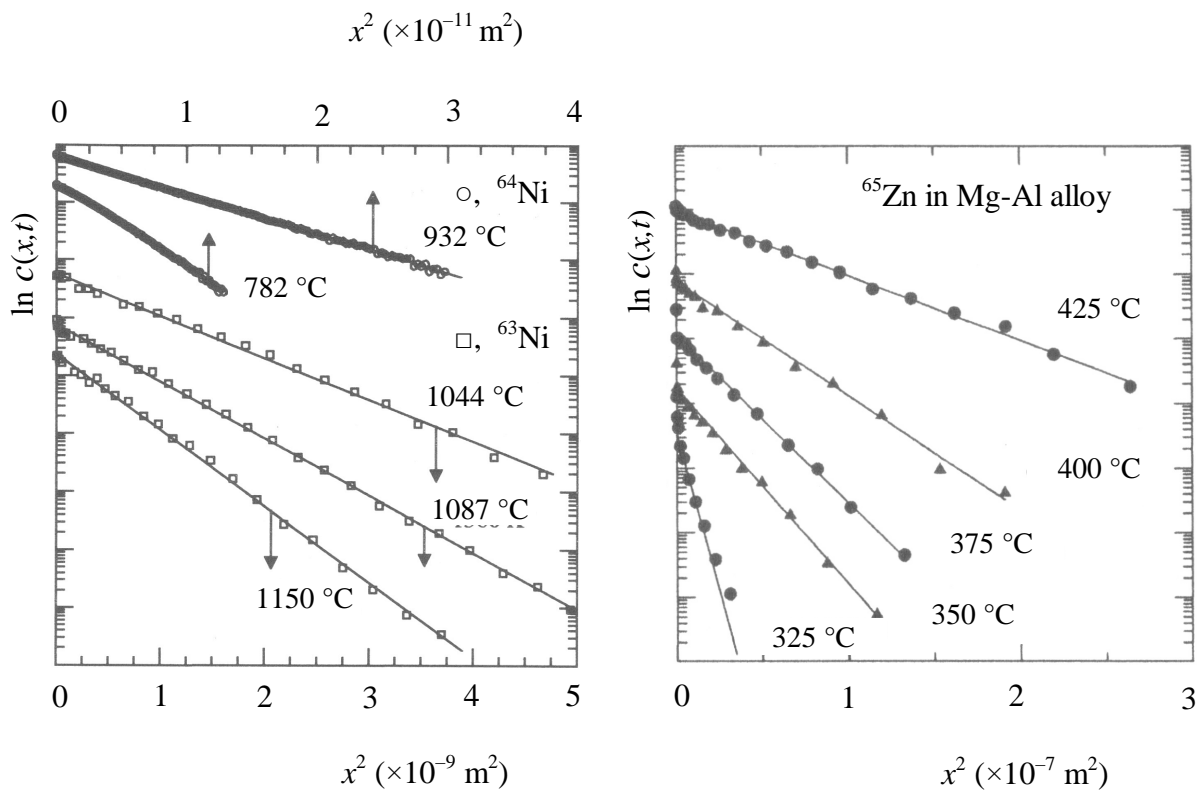 x² (×10⁻¹¹ m²)
0 1 2 3 4
ln c(x,t)
○, ⁶⁴Ni
932 °C
782 °C
□, ⁶³Ni
1044 °C
1087 °C
1150 °C
0 1 2 3 4 5
x² (×10⁻⁹ m²)
ln c(x,t)
⁶⁵Zn in Mg-Al alloy
425 °C
400 °C
375 °C
350 °C
325 °C
0 1 2 3
x² (×10⁻⁷ m²)